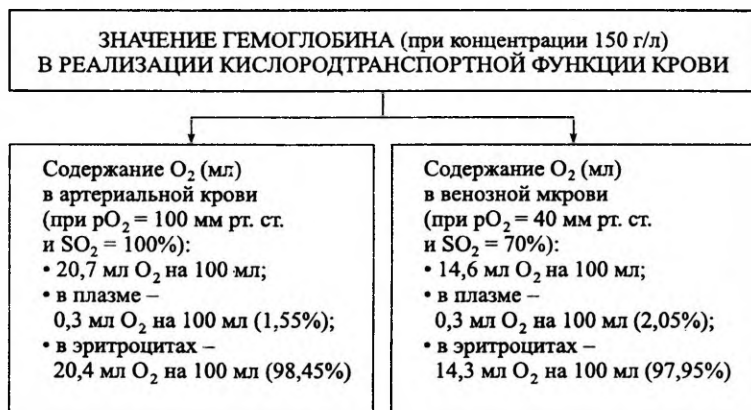 ЗНАЧЕНИЕ ГЕМОГЛОБИНА (при концентрации 150 г/л)
В РЕАЛИЗАЦИИ КИСЛОРОДТРАНСПОРТНОЙ ФУНКЦИИ КРОВИ
Содержание O₂ (мл)
в артериальной крови
(при pO₂ = 100 мм рт. ст.
и SO₂ = 100%):
• 20,7 мл O₂ на 100 мл;
• в плазме –
0,3 мл O₂ на 100 мл (1,55%);
• в эритроцитах –
20,4 мл O₂ на 100 мл (98,45%)
Содержание O₂ (мл)
в венозной мкрови
(при pO₂ = 40 мм рт. ст.
и SO₂ = 70%):
• 14,6 мл O₂ на 100 мл;
• в плазме –
0,3 мл O₂ на 100 мл (2,05%);
• в эритроцитах –
14,3 мл O₂ на 100 мл (97,95%)